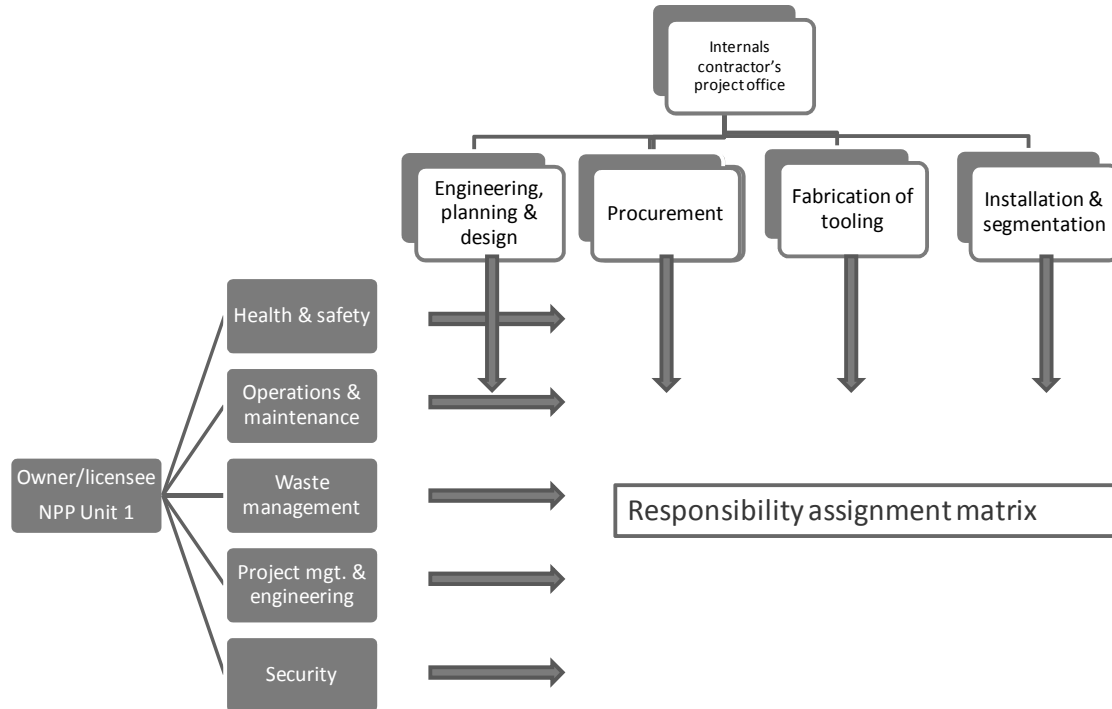 Internals
contractor's
project office
Engineering,
planning &
design
Procurement
Fabrication of
tooling
Installation &
segmentation
Health & safety
Operations &
maintenance
Owner/licensee
NPP Unit 1
Waste
management
Responsibility assignment matrix
Project mgt. &
engineering
Security